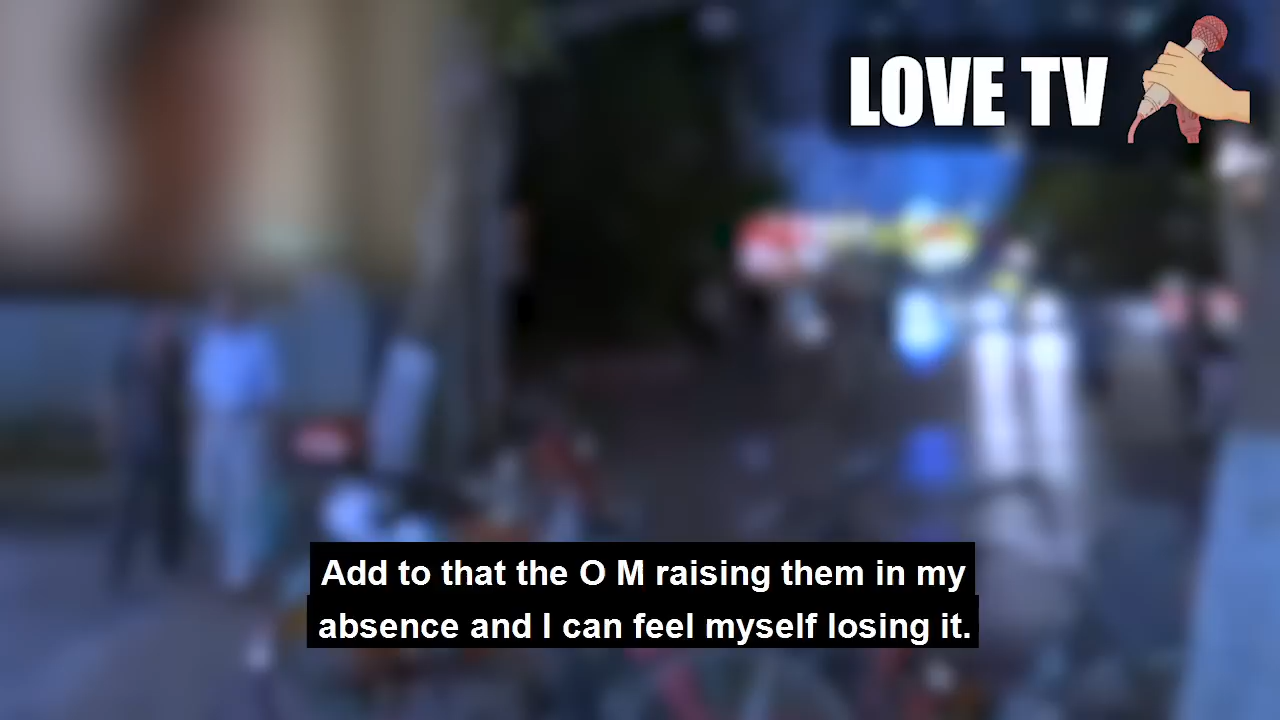 LOVE TV
Add to that the O M raising them in my
absence and I can feel myself losing it.